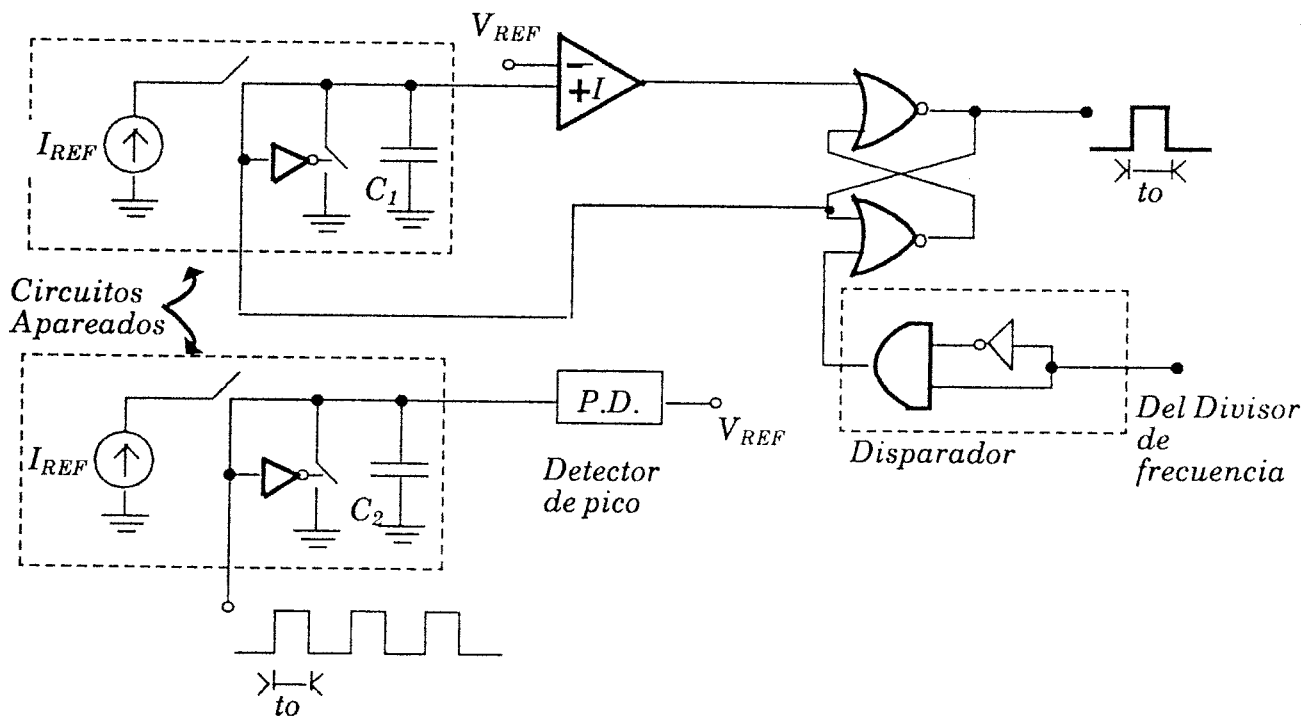 V_REF
−
+I
I_REF
C_1
to
Circuitos
Apareados
P.D.
V_REF
I_REF
C_2
Detector
de pico
Disparador
Del Divisor
de
frecuencia
to